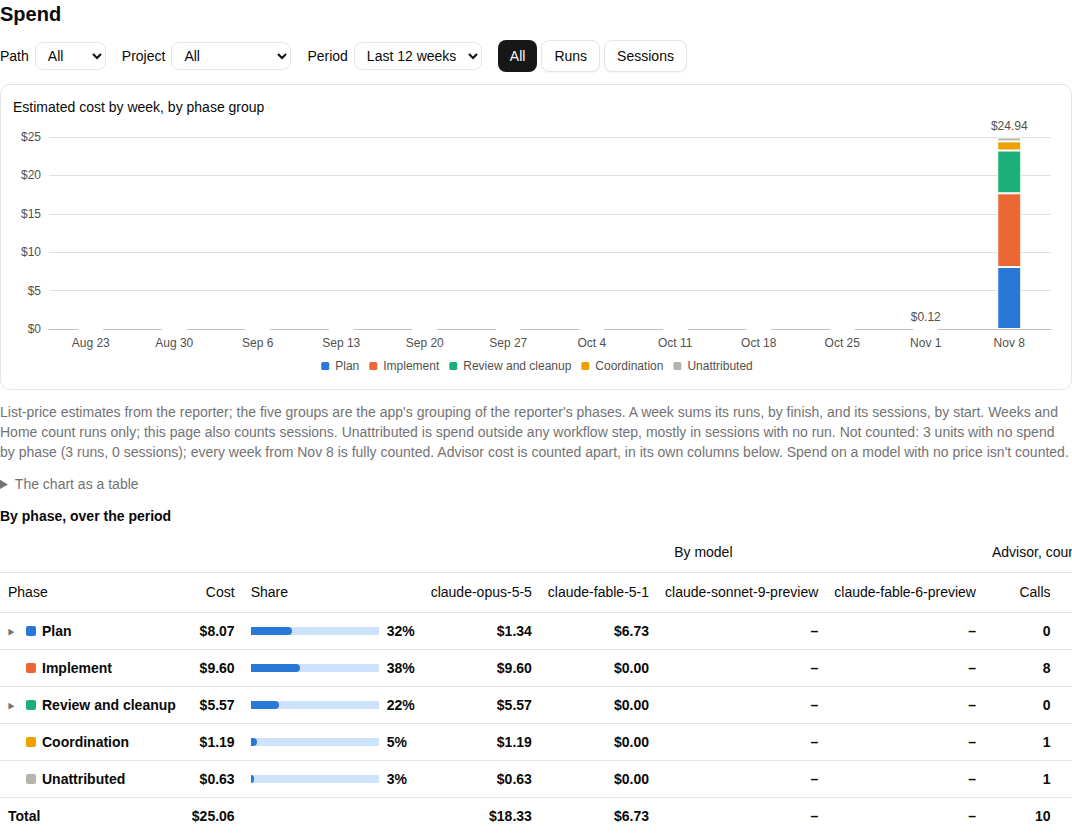 Spend
Path All Project All Period Last 12 weeks All Runs Sessions
Estimated cost by week, by phase group
$24.94
$25
$20
$15
$10
$5
$0.12
$0
Aug 23 Aug 30 Sep 6 Sep 13 Sep 20 Sep 27 Oct 4 Oct 11 Oct 18 Oct 25 Nov 1 Nov 8
Plan Implement Review and cleanup Coordination Unattributed
List-price estimates from the reporter; the five groups are the app's grouping of the reporter's phases. A week sums its runs, by finish, and its sessions, by start. Weeks and
Home count runs only; this page also counts sessions. Unattributed is spend outside any workflow step, mostly in sessions with no run. Not counted: 3 units with no spend
by phase (3 runs, 0 sessions); every week from Nov 8 is fully counted. Advisor cost is counted apart, in its own columns below. Spend on a model with no price isn't counted.
The chart as a table
By phase, over the period
By model Advisor, cour
Phase Cost Share claude-opus-5-5 claude-fable-5-1 claude-sonnet-9-preview claude-fable-6-preview Calls
Plan $8.07 32% $1.34 $6.73 – – 0
Implement $9.60 38% $9.60 $0.00 – – 8
Review and cleanup $5.57 22% $5.57 $0.00 – – 0
Coordination $1.19 5% $1.19 $0.00 – – 1
Unattributed $0.63 3% $0.63 $0.00 – – 1
Total $25.06 $18.33 $6.73 – – 10